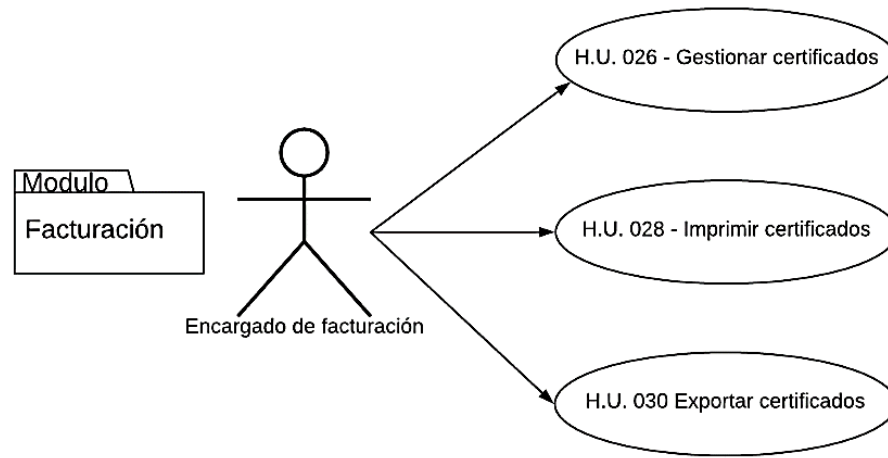 H.U. 026 - Gestionar certificados
Modulo
Facturación
H.U. 028 - Imprimir certificados
Encargado de facturación
H.U. 030 Exportar certificados